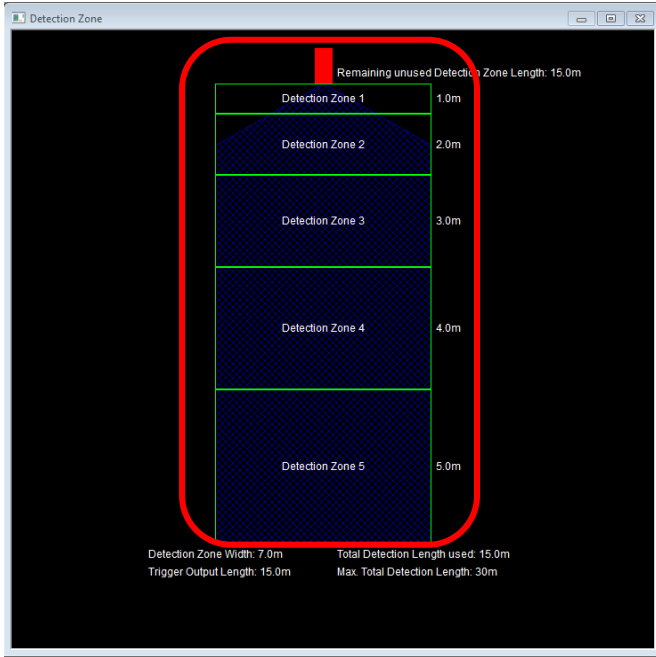 Detection Zone
Remaining unused Detection Zone Length: 15.0m
Detection Zone 1 1.0m
Detection Zone 2 2.0m
Detection Zone 3 3.0m
Detection Zone 4 4.0m
Detection Zone 5 5.0m
Detection Zone Width: 7.0m Total Detection Length used: 15.0m
Trigger Output Length: 15.0m Max. Total Detection Length: 30m